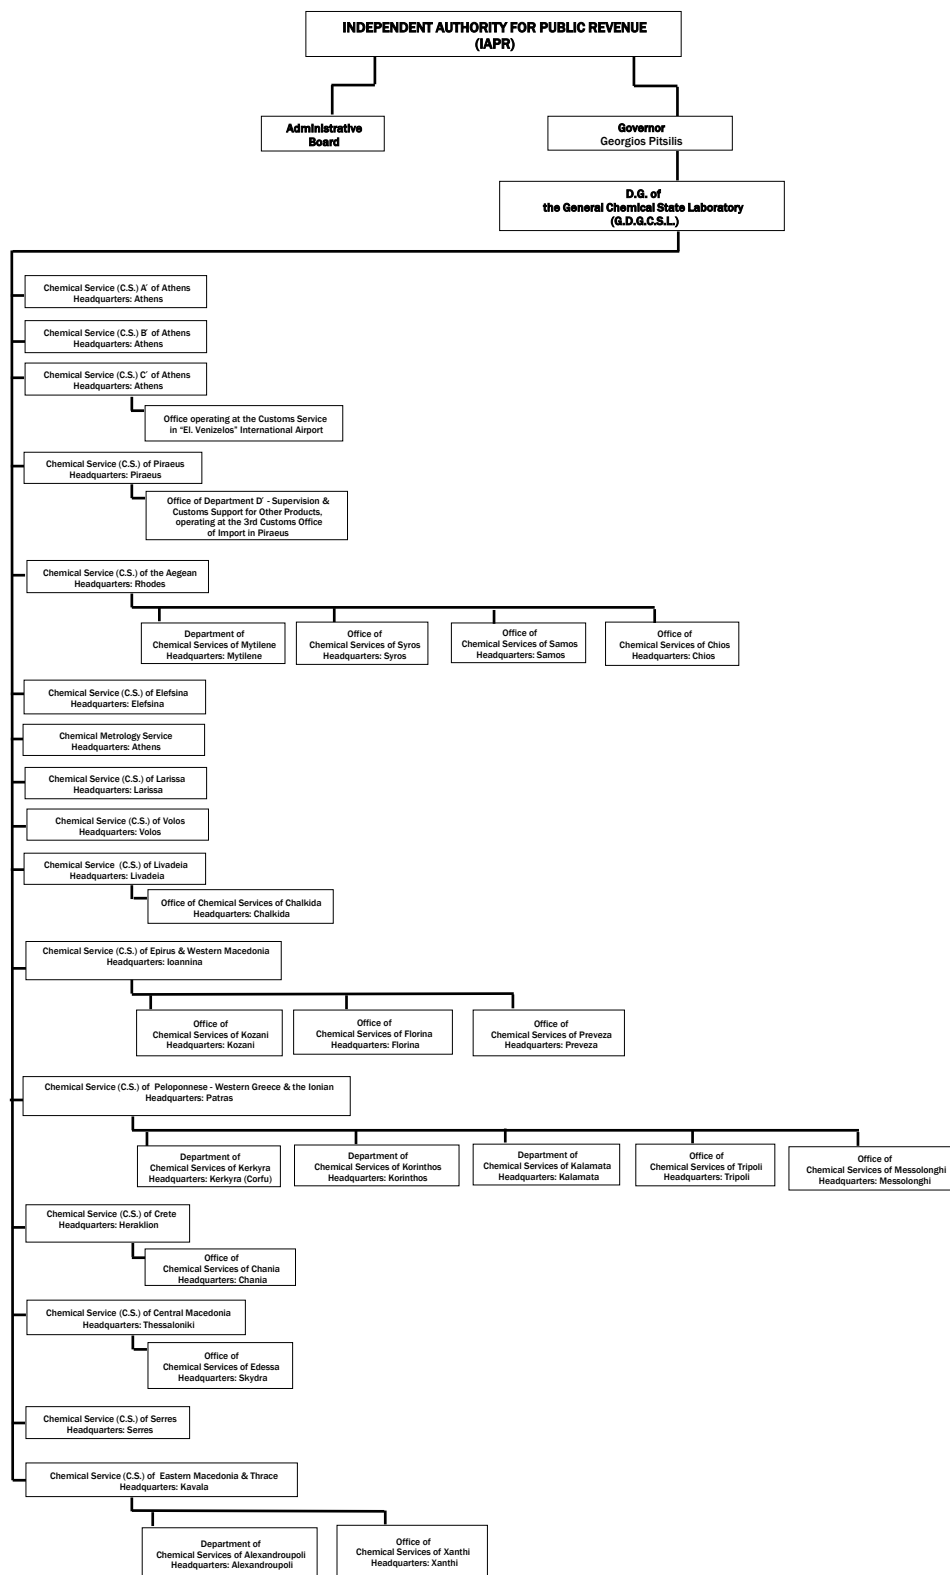 INDEPENDENT AUTHORITY FOR PUBLIC REVENUE
(IAPR)
Administrative
Board
Governor
Georgios Pitsilis
D.G. of
the General Chemical State Laboratory
(G.D.G.C.S.L.)
Chemical Service (C.S.) A΄ of Athens
Headquarters: Athens
Chemical Service (C.S.) B΄ of Athens
Headquarters: Athens
Chemical Service (C.S.) C΄ of Athens
Headquarters: Athens
Office operating at the Customs Service
in “El. Venizelos” International Airport
Chemical Service (C.S.) of Piraeus
Headquarters: Piraeus
Office of Department D΄ - Supervision &
Customs Support for Other Products,
operating at the 3rd Customs Office
of Import in Piraeus
Chemical Service (C.S.) of the Aegean
Headquarters: Rhodes
Department of
Chemical Services of Mytilene
Headquarters: Mytilene
Office of
Chemical Services of Syros
Headquarters: Syros
Office of
Chemical Services of Samos
Headquarters: Samos
Office of
Chemical Services of Chios
Headquarters: Chios
Chemical Service (C.S.) of Elefsina
Headquarters: Elefsina
Chemical Metrology Service
Headquarters: Athens
Chemical Service (C.S.) of Larissa
Headquarters: Larissa
Chemical Service (C.S.) of Volos
Headquarters: Volos
Chemical Service (C.S.) of Livadeia
Headquarters: Livadeia
Office of Chemical Services of Chalkida
Headquarters: Chalkida
Chemical Service (C.S.) of Epirus & Western Macedonia
Headquarters: Ioannina
Office of
Chemical Services of Kozani
Headquarters: Kozani
Office of
Chemical Services of Florina
Headquarters: Florina
Office of
Chemical Services of Preveza
Headquarters: Preveza
Chemical Service (C.S.) of Peloponnese - Western Greece & the Ionian
Headquarters: Patras
Department of
Chemical Services of Kerkyra
Headquarters: Kerkyra (Corfu)
Department of
Chemical Services of Korinthos
Headquarters: Korinthos
Department of
Chemical Services of Kalamata
Headquarters: Kalamata
Office of
Chemical Services of Tripoli
Headquarters: Tripoli
Office of
Chemical Services of Messolonghi
Headquarters: Messolonghi
Chemical Service (C.S.) of Crete
Headquarters: Heraklion
Office of
Chemical Services of Chania
Headquarters: Chania
Chemical Service (C.S.) of Central Macedonia
Headquarters: Thessaloniki
Office of
Chemical Services of Edessa
Headquarters: Skydra
Chemical Service (C.S.) of Serres
Headquarters: Serres
Chemical Service (C.S.) of Eastern Macedonia & Thrace
Headquarters: Kavala
Department of
Chemical Services of Alexandroupoli
Headquarters: Alexandroupoli
Office of
Chemical Services of Xanthi
Headquarters: Xanthi